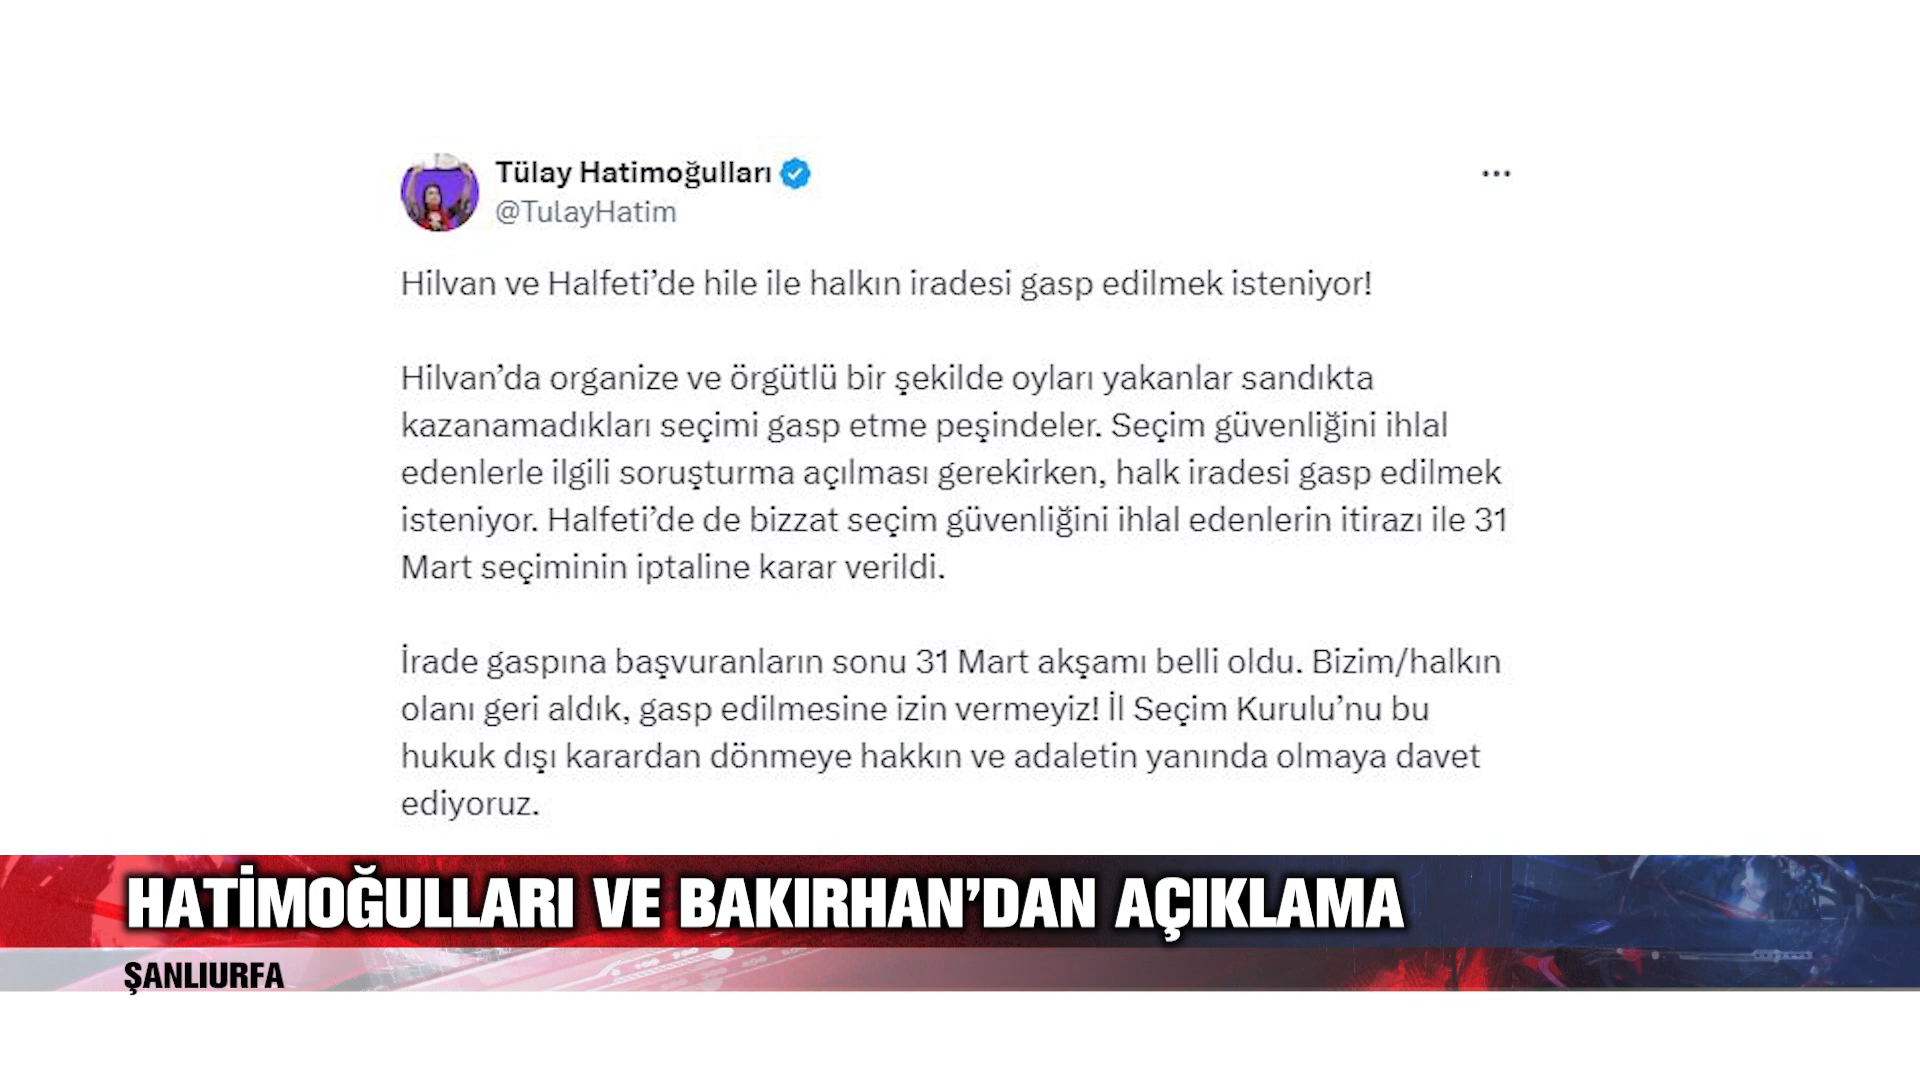 Tülay Hatimoğulları
@TulayHatim
Hilvan ve Halfeti’de hile ile halkın iradesi gasp edilmek isteniyor!
Hilvan’da organize ve örgütlü bir şekilde oyları yakanlar sandıkta
kazanamadıkları seçimi gasp etme peşindeler. Seçim güvenliğini ihlal
edenlerle ilgili soruşturma açılması gerekirken, halk iradesi gasp edilmek
isteniyor. Halfeti’de de bizzat seçim güvenliğini ihlal edenlerin itirazı ile 31
Mart seçiminin iptaline karar verildi.
İrade gaspına başvuranların sonu 31 Mart akşamı belli oldu. Bizim/halkın
olanı geri aldık, gasp edilmesine izin vermeyiz! İl Seçim Kurulu’nu bu
hukuk dışı karardan dönmeye hakkın ve adaletin yanında olmaya davet
ediyoruz.
HATİMOĞULLARI VE BAKIRHAN’DAN AÇIKLAMA
ŞANLIURFA